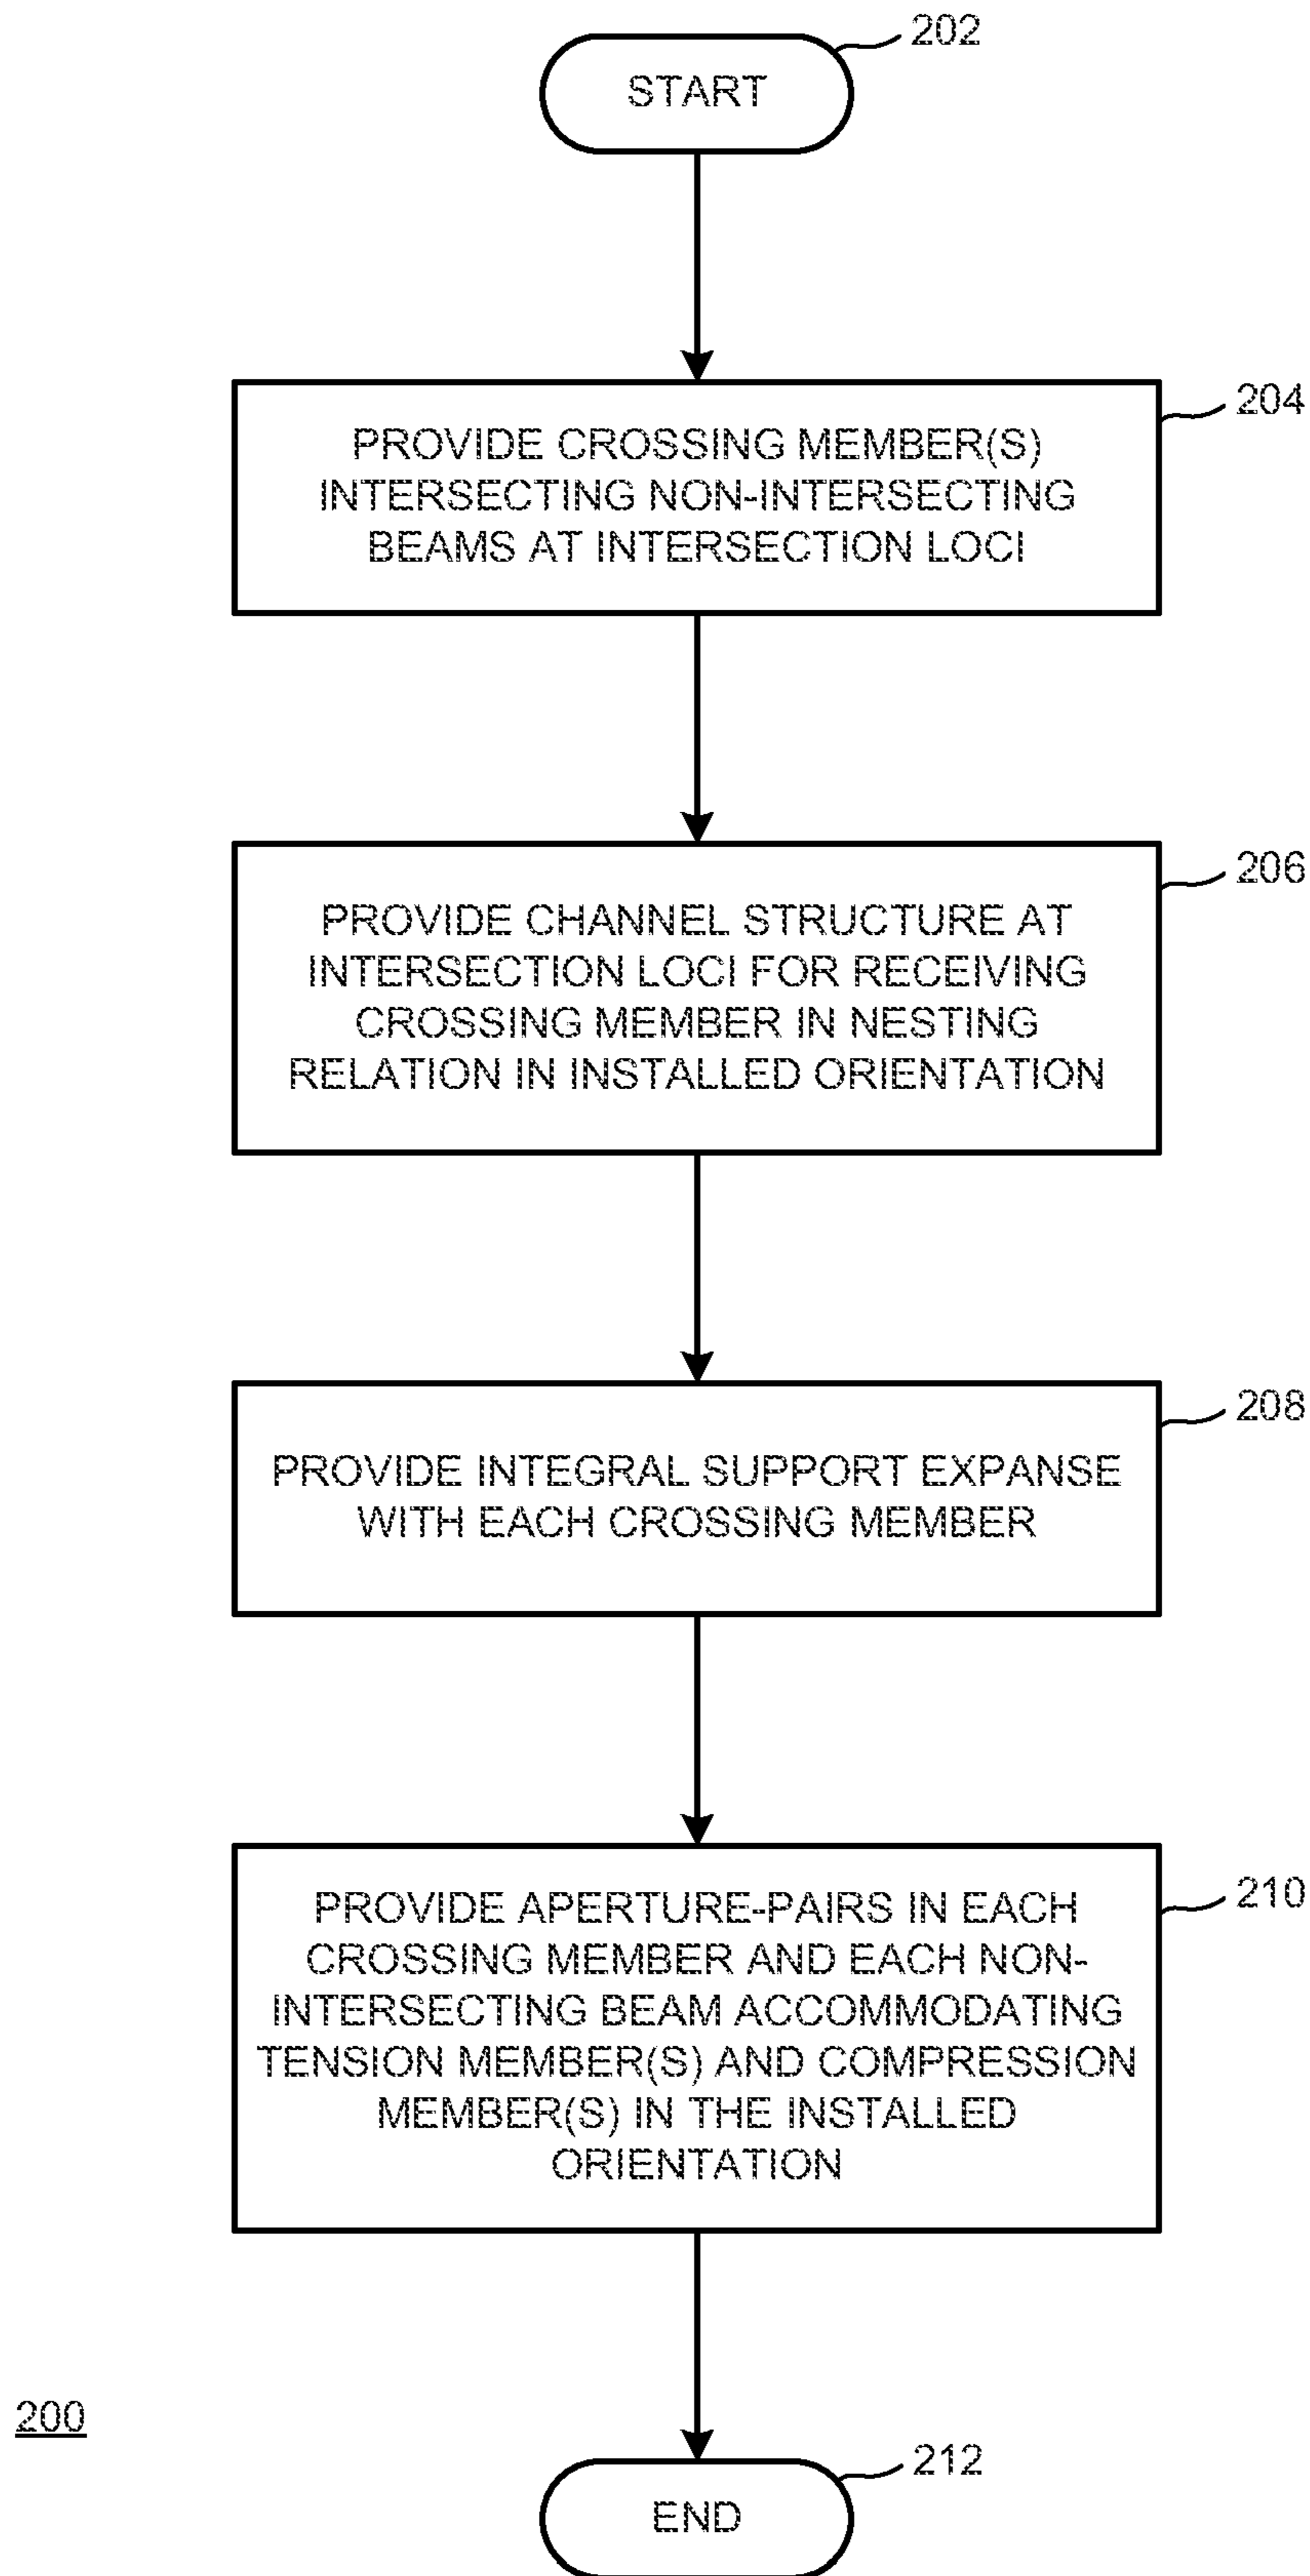 202
START
204
PROVIDE CROSSING MEMBER(S)
INTERSECTING NON-INTERSECTING
BEAMS AT INTERSECTION LOCI
206
PROVIDE CHANNEL STRUCTURE AT
INTERSECTION LOCI FOR RECEIVING
CROSSING MEMBER IN NESTING
RELATION IN INSTALLED ORIENTATION
208
PROVIDE INTEGRAL SUPPORT EXPANSE
WITH EACH CROSSING MEMBER
210
PROVIDE APERTURE-PAIRS IN EACH
CROSSING MEMBER AND EACH NON-
INTERSECTING BEAM ACCOMMODATING
TENSION MEMBER(S) AND COMPRESSION
MEMBER(S) IN THE INSTALLED
ORIENTATION
200
212
END